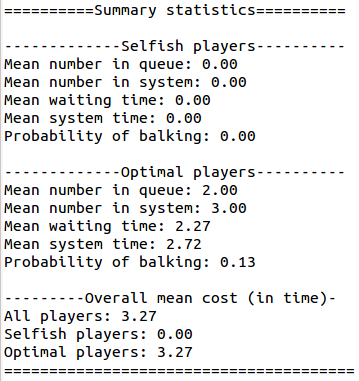 ==========Summary statistics==========
-------------Selfish players----------
Mean number in queue: 0.00
Mean number in system: 0.00
Mean waiting time: 0.00
Mean system time: 0.00
Probability of balking: 0.00
-------------Optimal players----------
Mean number in queue: 2.00
Mean number in system: 3.00
Mean waiting time: 2.27
Mean system time: 2.72
Probability of balking: 0.13
---------Overall mean cost (in time)-
All players: 3.27
Selfish players: 0.00
Optimal players: 3.27
=======================================